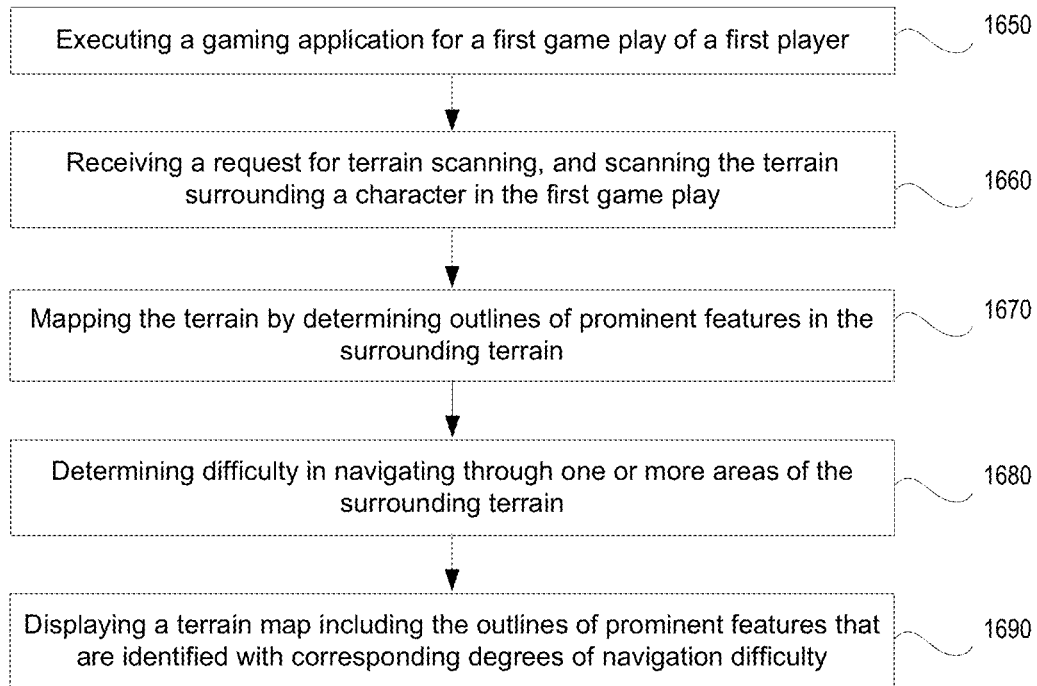 Executing a gaming application for a first game play of a first player
1650
Receiving a request for terrain scanning, and scanning the terrain
surrounding a character in the first game play
1660
Mapping the terrain by determining outlines of prominent features in the
surrounding terrain
1670
Determining difficulty in navigating through one or more areas of the
surrounding terrain
1680
Displaying a terrain map including the outlines of prominent features that
are identified with corresponding degrees of navigation difficulty
1690